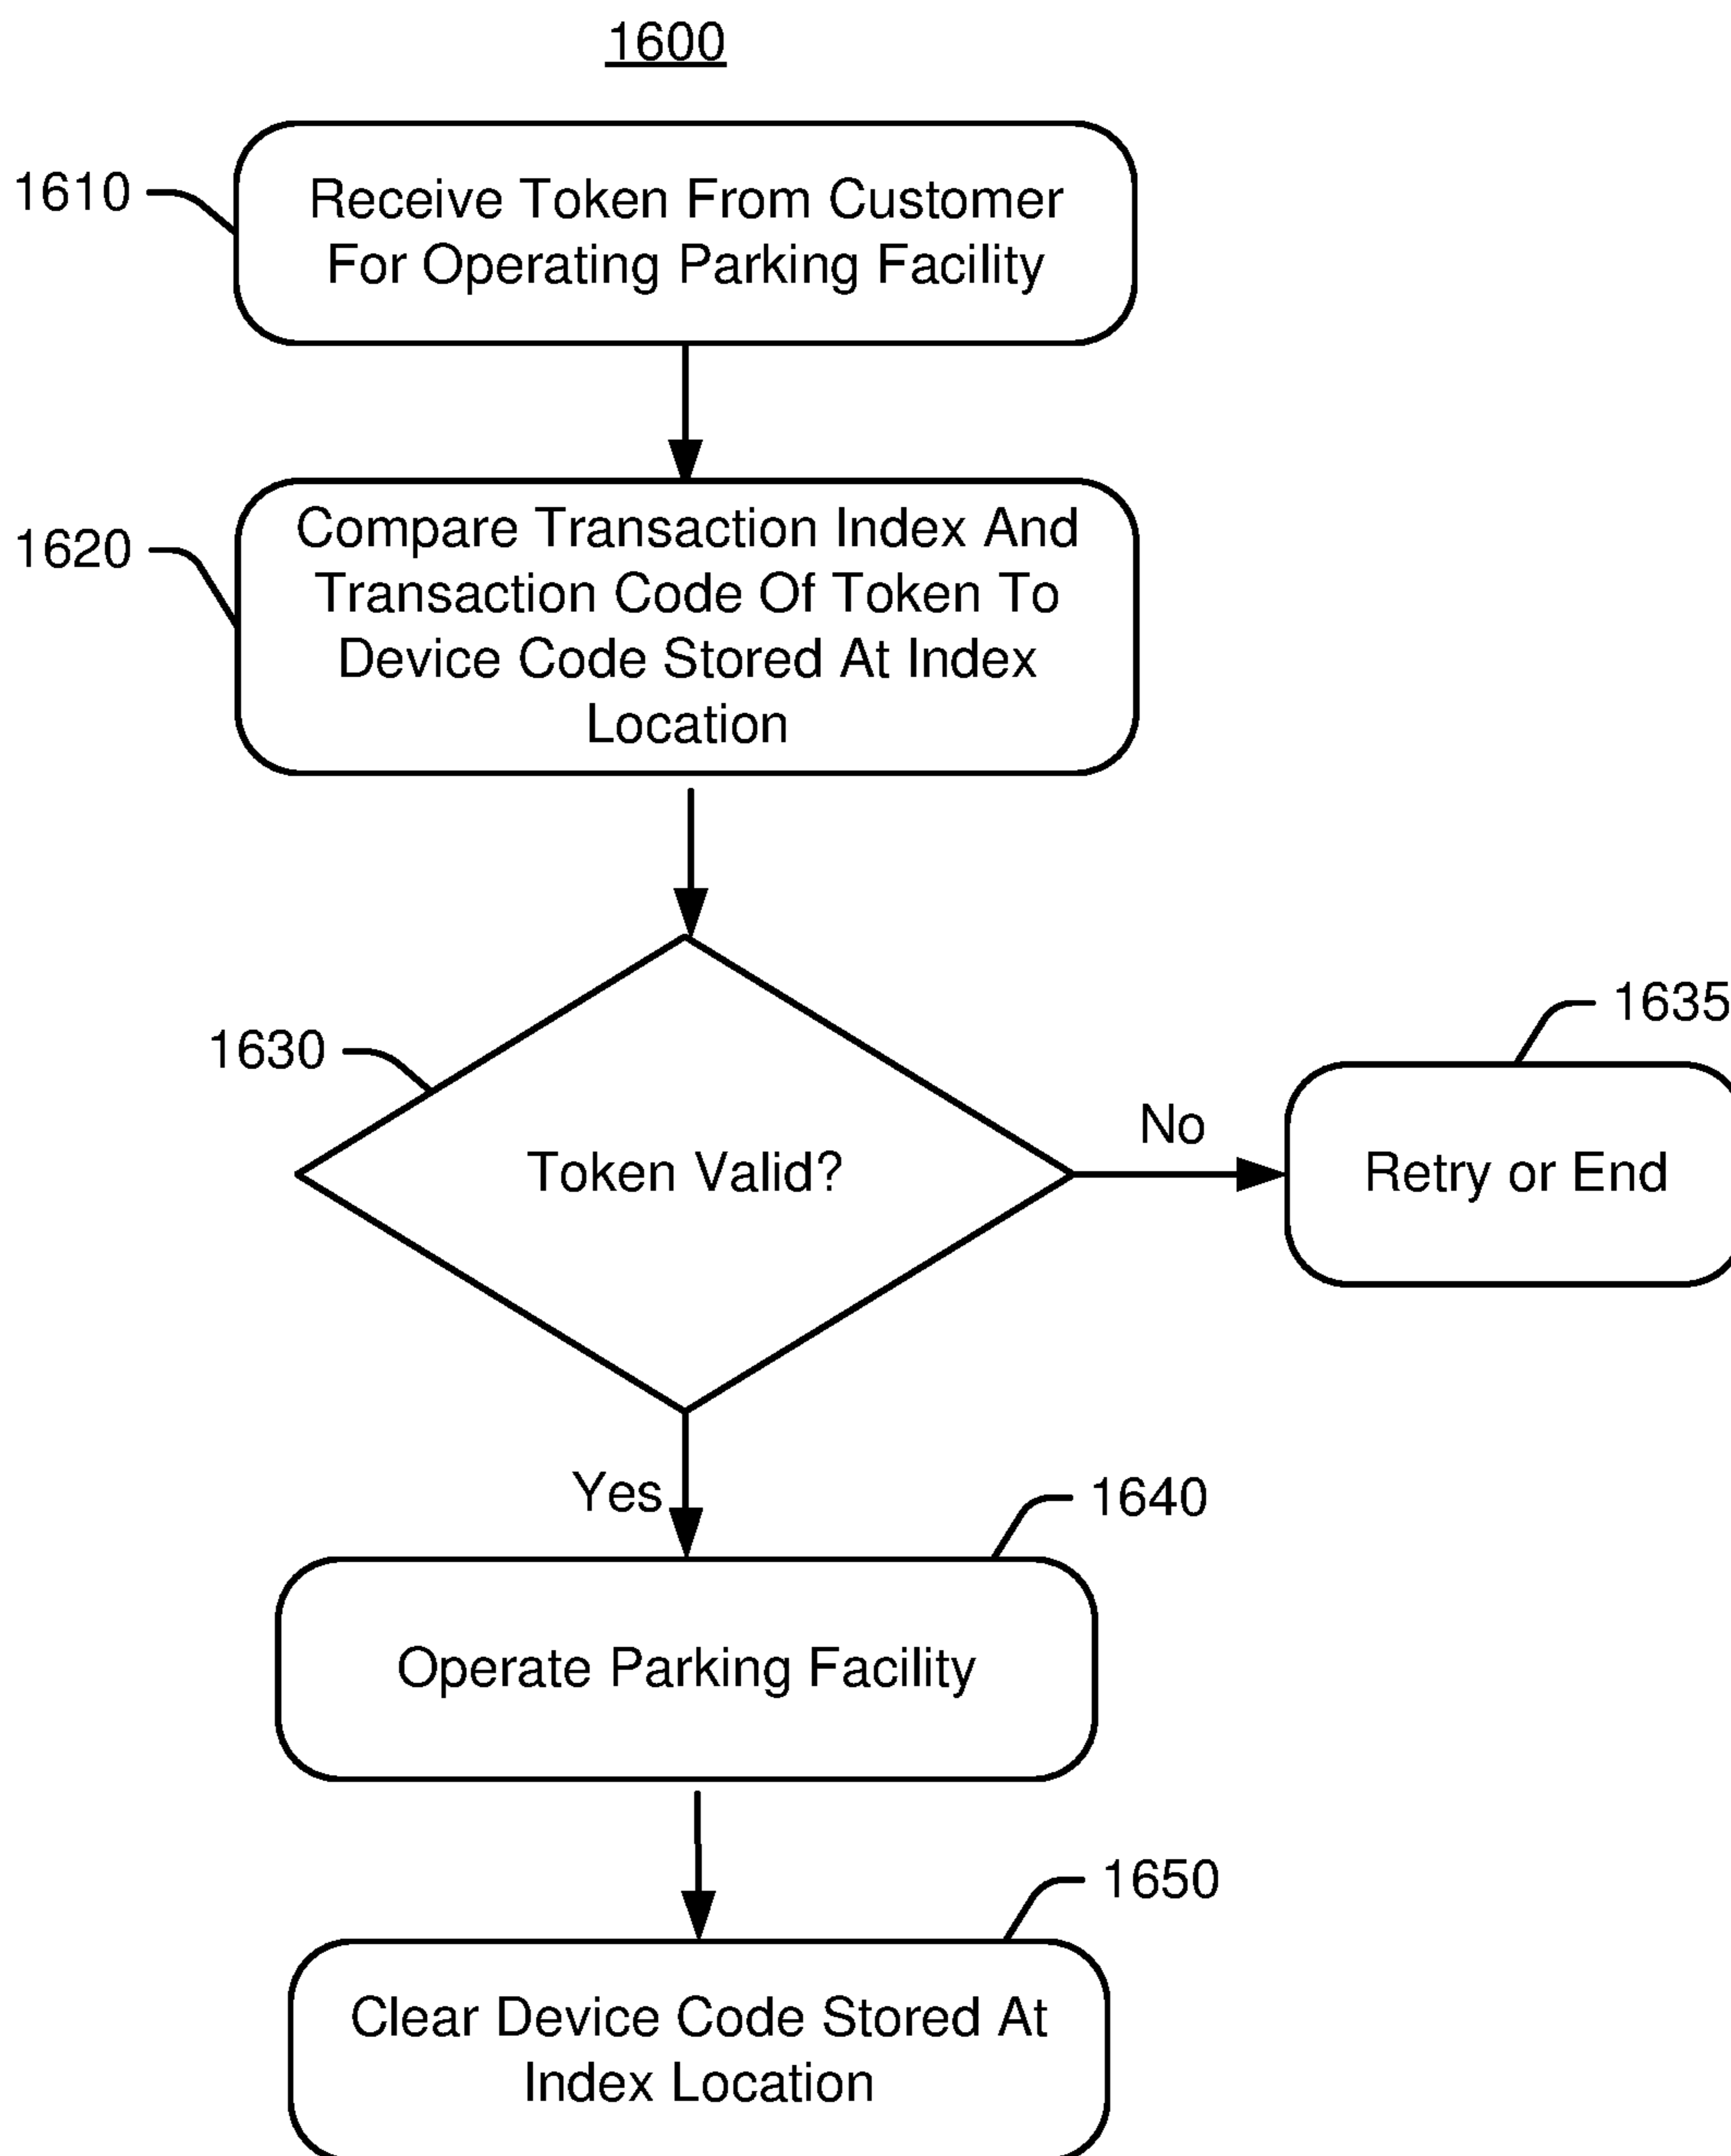 1600
1610
Receive Token From Customer
For Operating Parking Facility
1620
Compare Transaction Index And
Transaction Code Of Token To
Device Code Stored At Index
Location
1630
Token Valid?
No
1635
Retry or End
Yes
1640
Operate Parking Facility
1650
Clear Device Code Stored At
Index Location